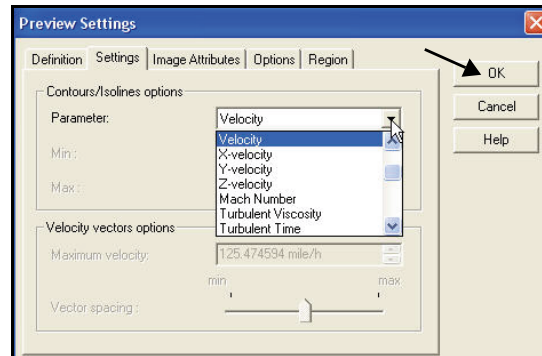 Preview Settings
Definition Settings Image Attributes Options Region
OK
Cancel
Help
Contours/Isolines options
Parameter: Velocity
Velocity
X-velocity
Y-velocity
Z-velocity
Mach Number
Turbulent Viscosity
Turbulent Time
Min :
Max :
Velocity vectors options
Maximum velocity: 125.474594 mile/h
min max
Vector spacing :